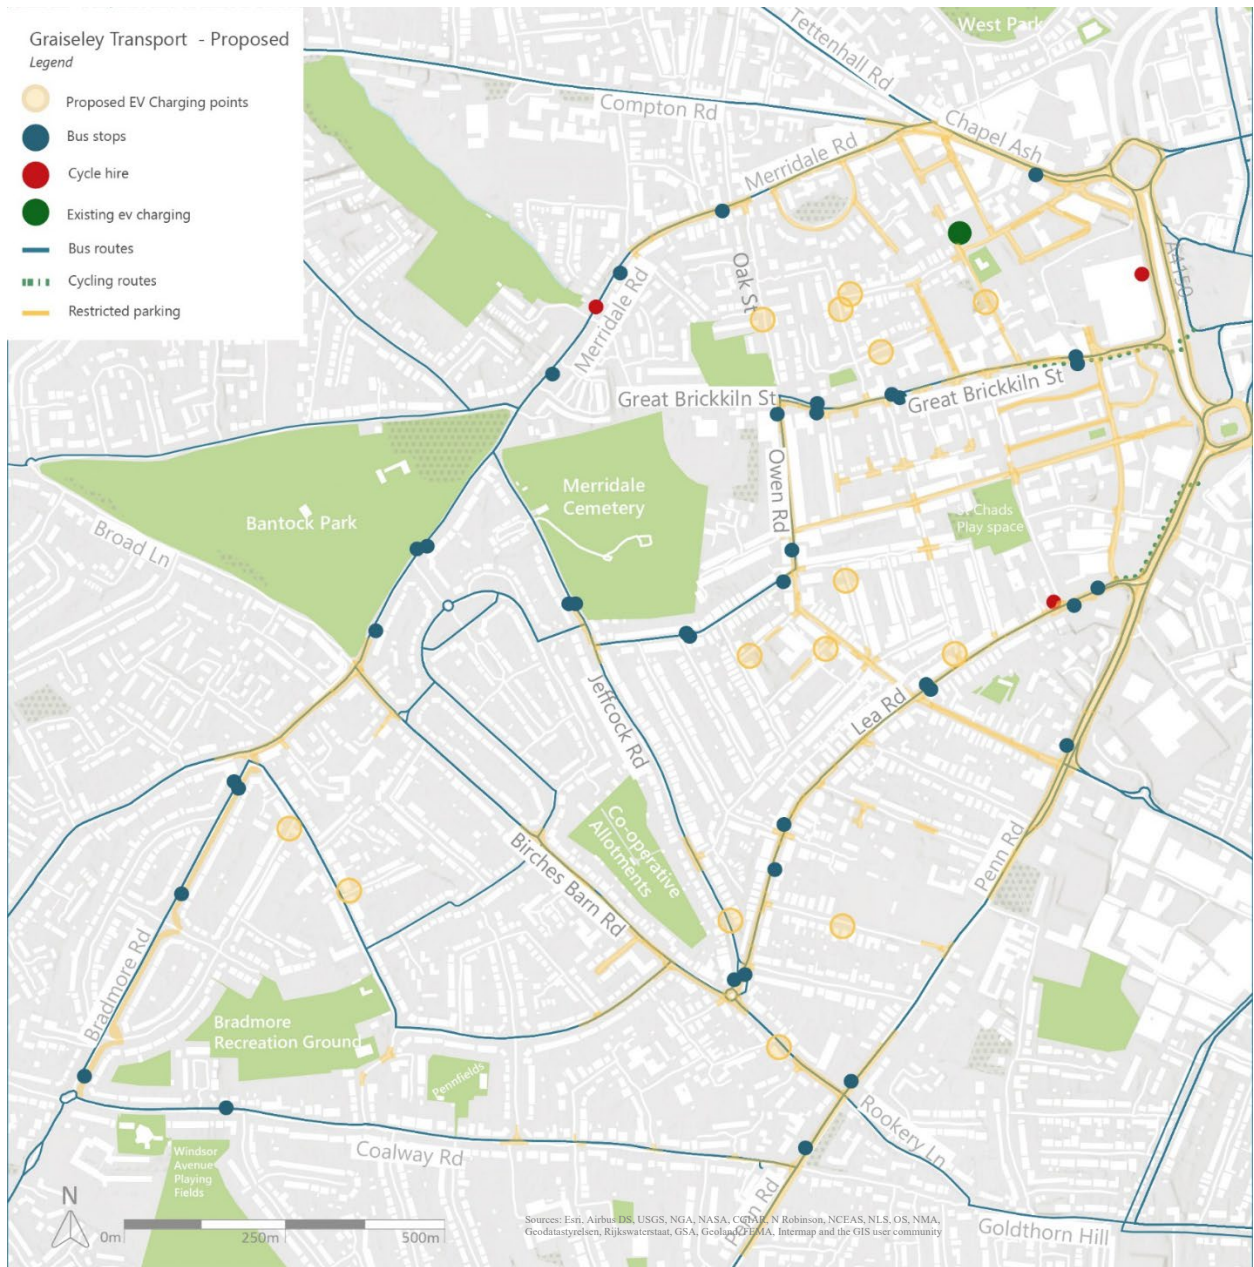 Graiseley Transport - Proposed
Legend
Proposed EV Charging points
Bus stops
Cycle hire
Existing ev charging
Bus routes
Cycling routes
Restricted parking
West Park
Tettenhall Rd
Compton Rd
Chapel Ash
Merridale Rd
Oak St
A4150
Merridale Rd
Great Brickkiln St
Great Brickkiln St
Merridale
Cemetery
Owen Rd
Bantock Park
St Chads
Play space
Broad Ln
Jeffcock Rd
Lea Rd
Co-operative
Allotments
Birches Barn Rd
Penn Rd
Bradmore Rd
Bradmore
Recreation Ground
Pennfields
Rookery Ln
Coalway Rd
Windsor
Avenue
Playing
Fields
Penn Rd
Goldthorn Hill
N
0m
250m
500m
Sources: Esri, Airbus DS, USGS, NGA, NASA, CGIAR, N Robinson, NCEAS, NLS, OS, NMA,
Geodatastyrelsen, Rijkswaterstaat, GSA, Geoland, FEMA, Intermap and the GIS user community